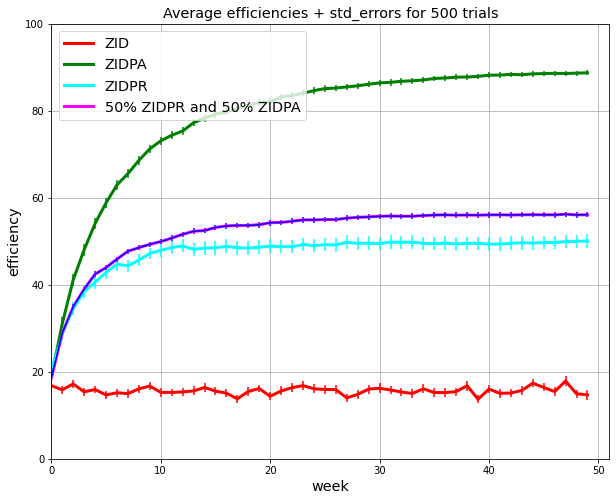 Average efficiencies + std_errors for 500 trials
100
80
60
40
20
0
efficiency
ZID
ZIDPA
ZIDPR
50% ZIDPR and 50% ZIDPA
0
10
20
30
40
50
week